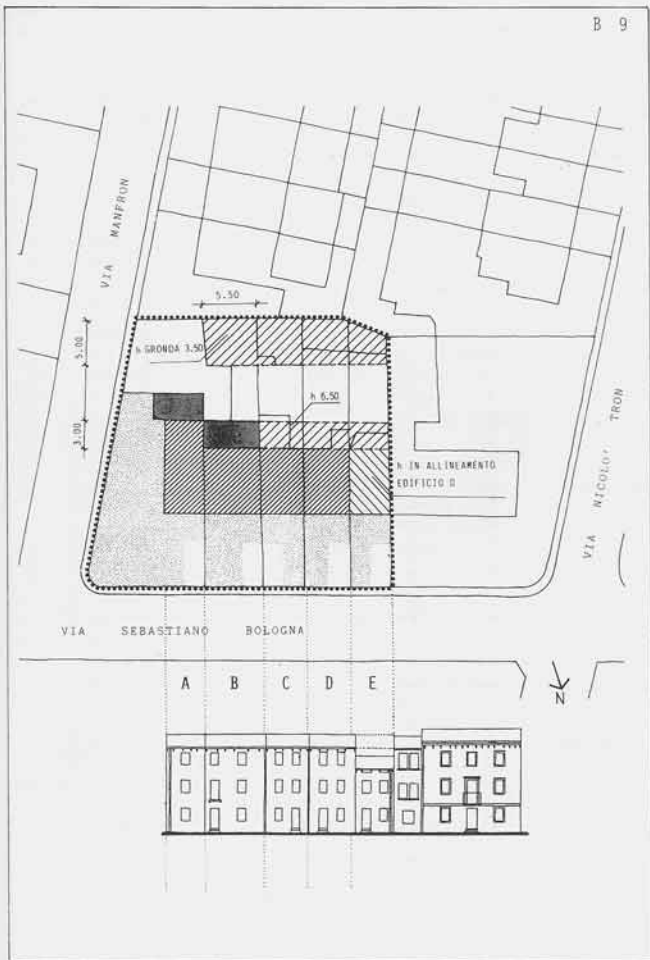 B 9
VIA MANFRON
5.50
5.00
h GRONDA 3.50
h 6.50
3.00
h IN ALLINEAMENTO
EDIFICIO D
VIA NICOLO' TRON
VIA SEBASTIANO BOLOGNA
A B C D E
N